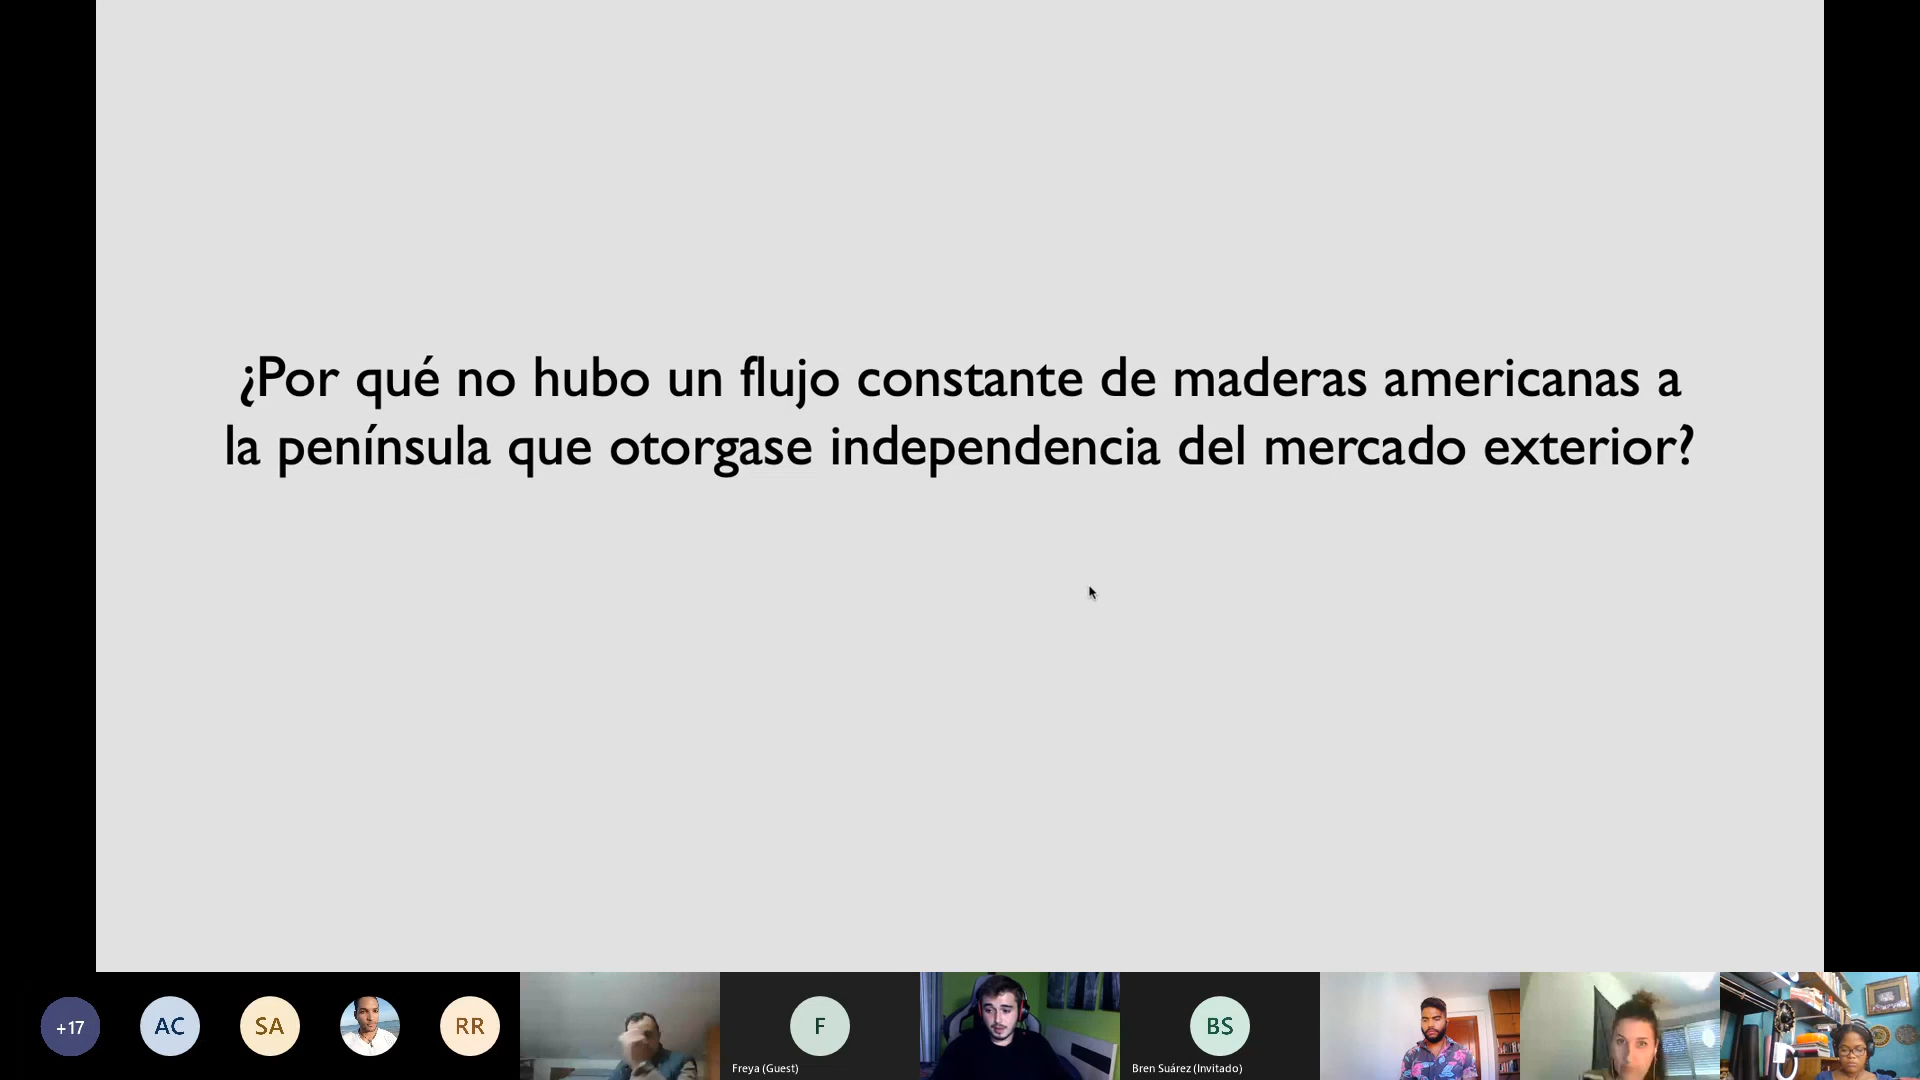 ¿Por qué no hubo un flujo constante de maderas americanas a
la península que otorgase independencia del mercado exterior?
+17
AC
SA
RR
F
Freya (Guest)
BS
Bren Suárez (Invitado)